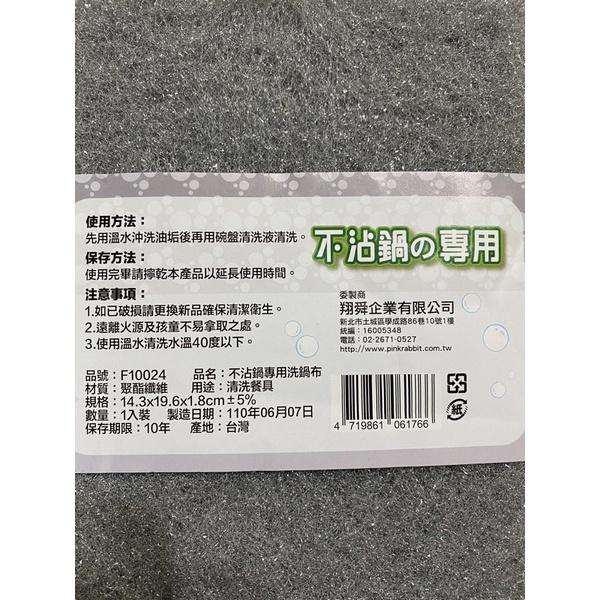 使用方法：
先用溫水沖洗油垢後再用碗盤清洗液清洗。
保存方法：
使用完畢請擰乾本產品以延長使用時間。
注意事項：
1.如已破損請更換新品確保清潔衛生。
2.遠離火源及孩童不易拿取之處。
3.使用溫水清洗水溫40度以下。
品號：F10024 品名：不沾鍋專用洗鍋布
材質：聚酯纖維 用途：清洗餐具
規格：14.3x19.6x1.8cm±5%
數量：1入裝 製造日期：110年06月07日
保存期限：10年 產地：台灣
不沾鍋の專用
委製商
翔舜企業有限公司
新北市土城區學成路86巷10號1樓
統編：16005348
電話：02-2671-0527
http://www.pinkrabbit.com.tw
4 719861 061766
紙